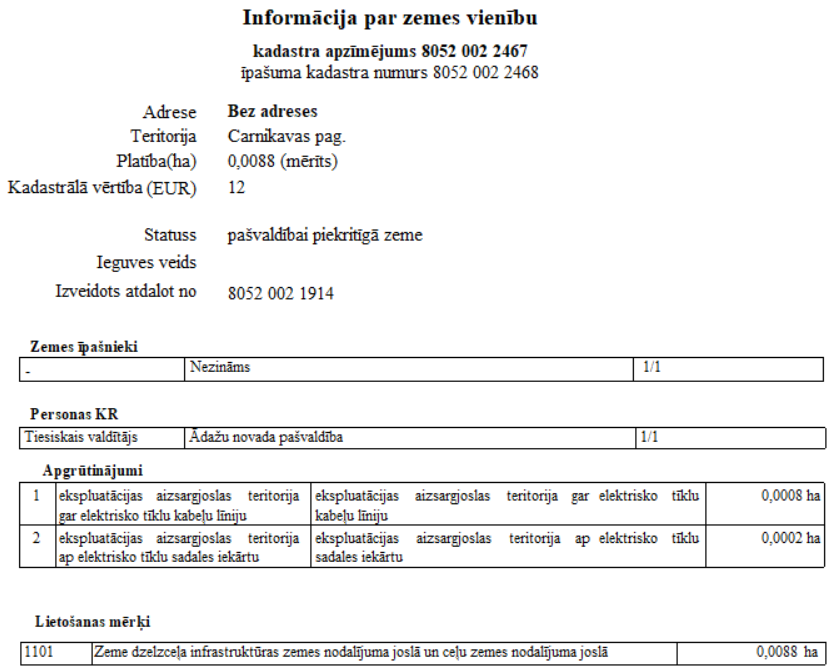 Informācija par zemes vienību
kadastra apzīmējums 8052 002 2467
īpašuma kadastra numurs 8052 002 2468
Adrese Bez adreses
Teritorija Carnikavas pag.
Platība(ha) 0,0088 (mērīts)
Kadastrālā vērtība (EUR) 12
Statuss pašvaldībai piekritīgā zeme
Ieguves veids
Izveidots atdalot no 8052 002 1914
Zemes īpašnieki
- Nezināms 1/1
Personas KR
Tiesiskais valdītājs Ādažu novada pašvaldība 1/1
Apgrūtinājumi
1 ekspluatācijas aizsargjoslas teritorija ekspluatācijas aizsargjoslas teritorija gar elektrisko tīklu 0,0008 ha
gar elektrisko tīklu kabeļu līniju kabeļu līniju
2 ekspluatācijas aizsargjoslas teritorija ekspluatācijas aizsargjoslas teritorija ap elektrisko tīklu 0,0002 ha
ap elektrisko tīklu sadales iekārtu sadales iekārtu
Lietošanas mērķi
1101 Zeme dzelzceļa infrastruktūras zemes nodalījuma joslā un ceļu zemes nodalījuma joslā 0,0088 ha